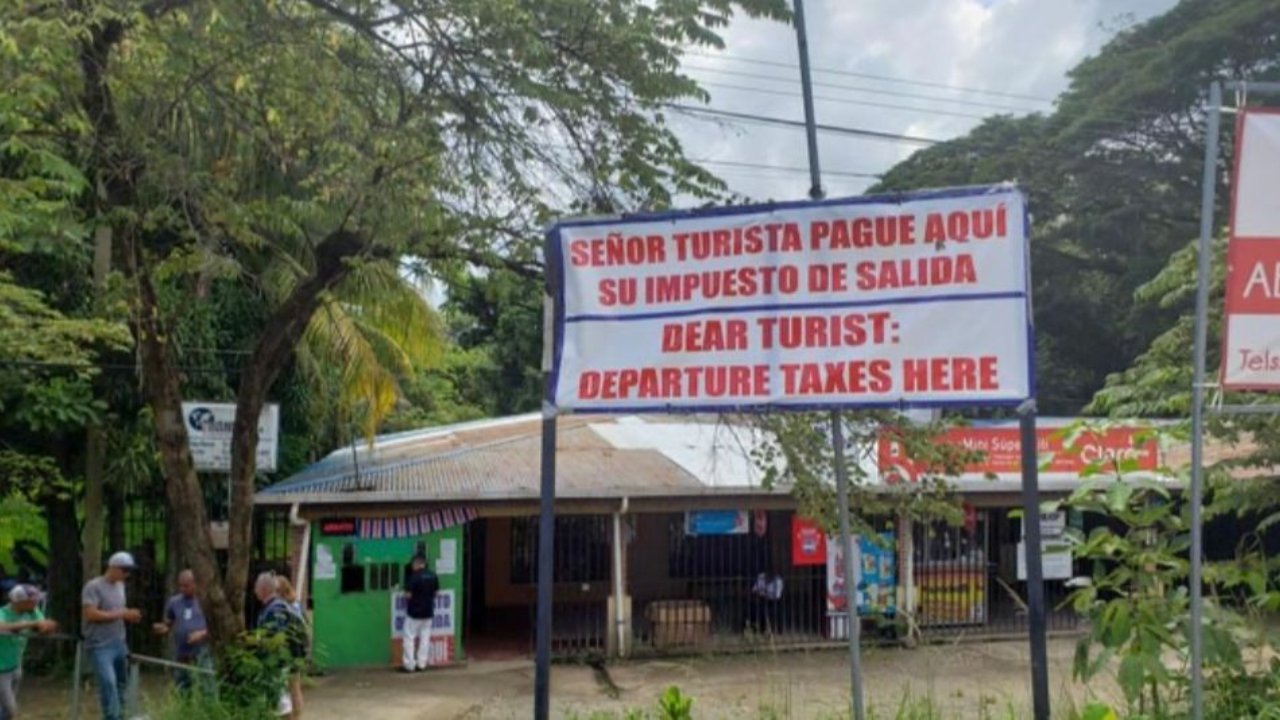 SEÑOR TURISTA PAGUE AQUÍ
SU IMPUESTO DE SALIDA
DEAR TURIST:
DEPARTURE TAXES HERE
Mini Súper
Claro